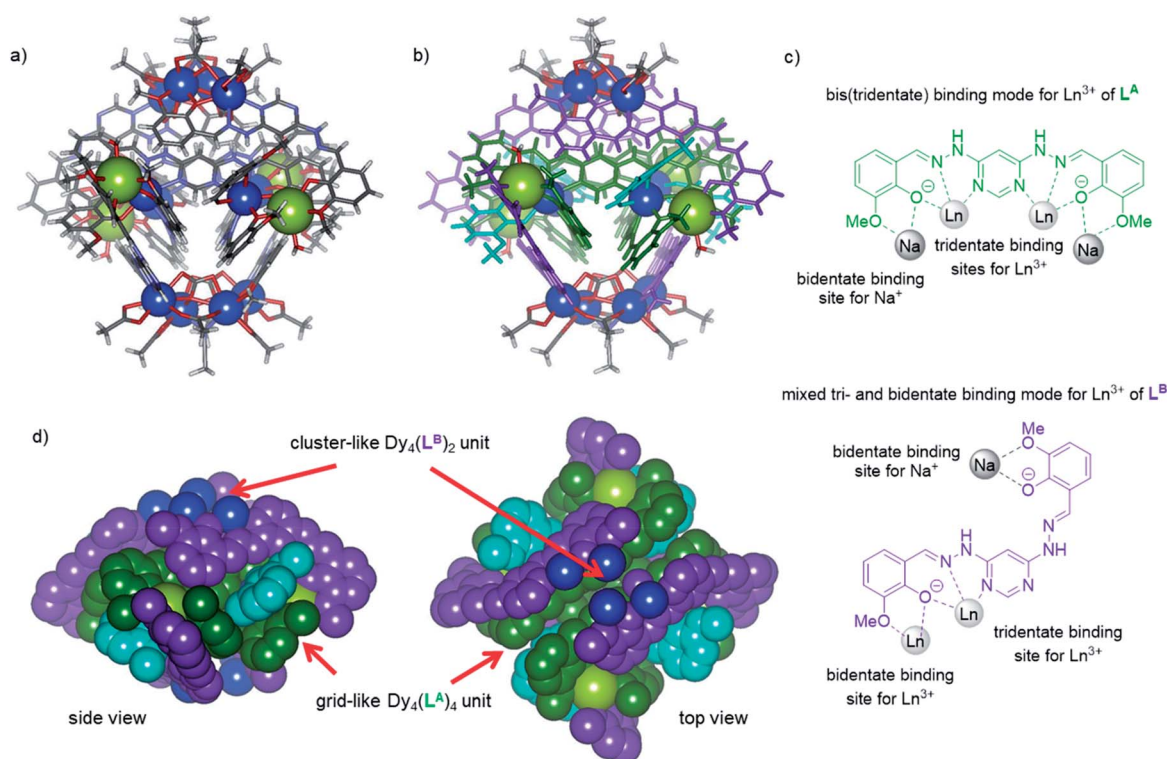 a)
b)
c)
bis(tridentate) binding mode for Ln3+ of LA
H
H
N
NH
HN
N
N
N
O
⊖
Ln
Ln
⊖
O
MeO
OMe
Na
Na
tridentate binding
sites for Ln3+
bidentate binding
site for Na+
mixed tri- and bidentate binding mode for Ln3+ of LB
bidentate binding
site for Na+
Me
O
Na
⊖
O
H
N
N
N
NH
N
N
⊖
O
MeO
Ln
Ln
tridentate binding
site for Ln3+
bidentate binding
site for Ln3+
d)
cluster-like Dy4(LB)2 unit
grid-like Dy4(LA)4 unit
side view
top view